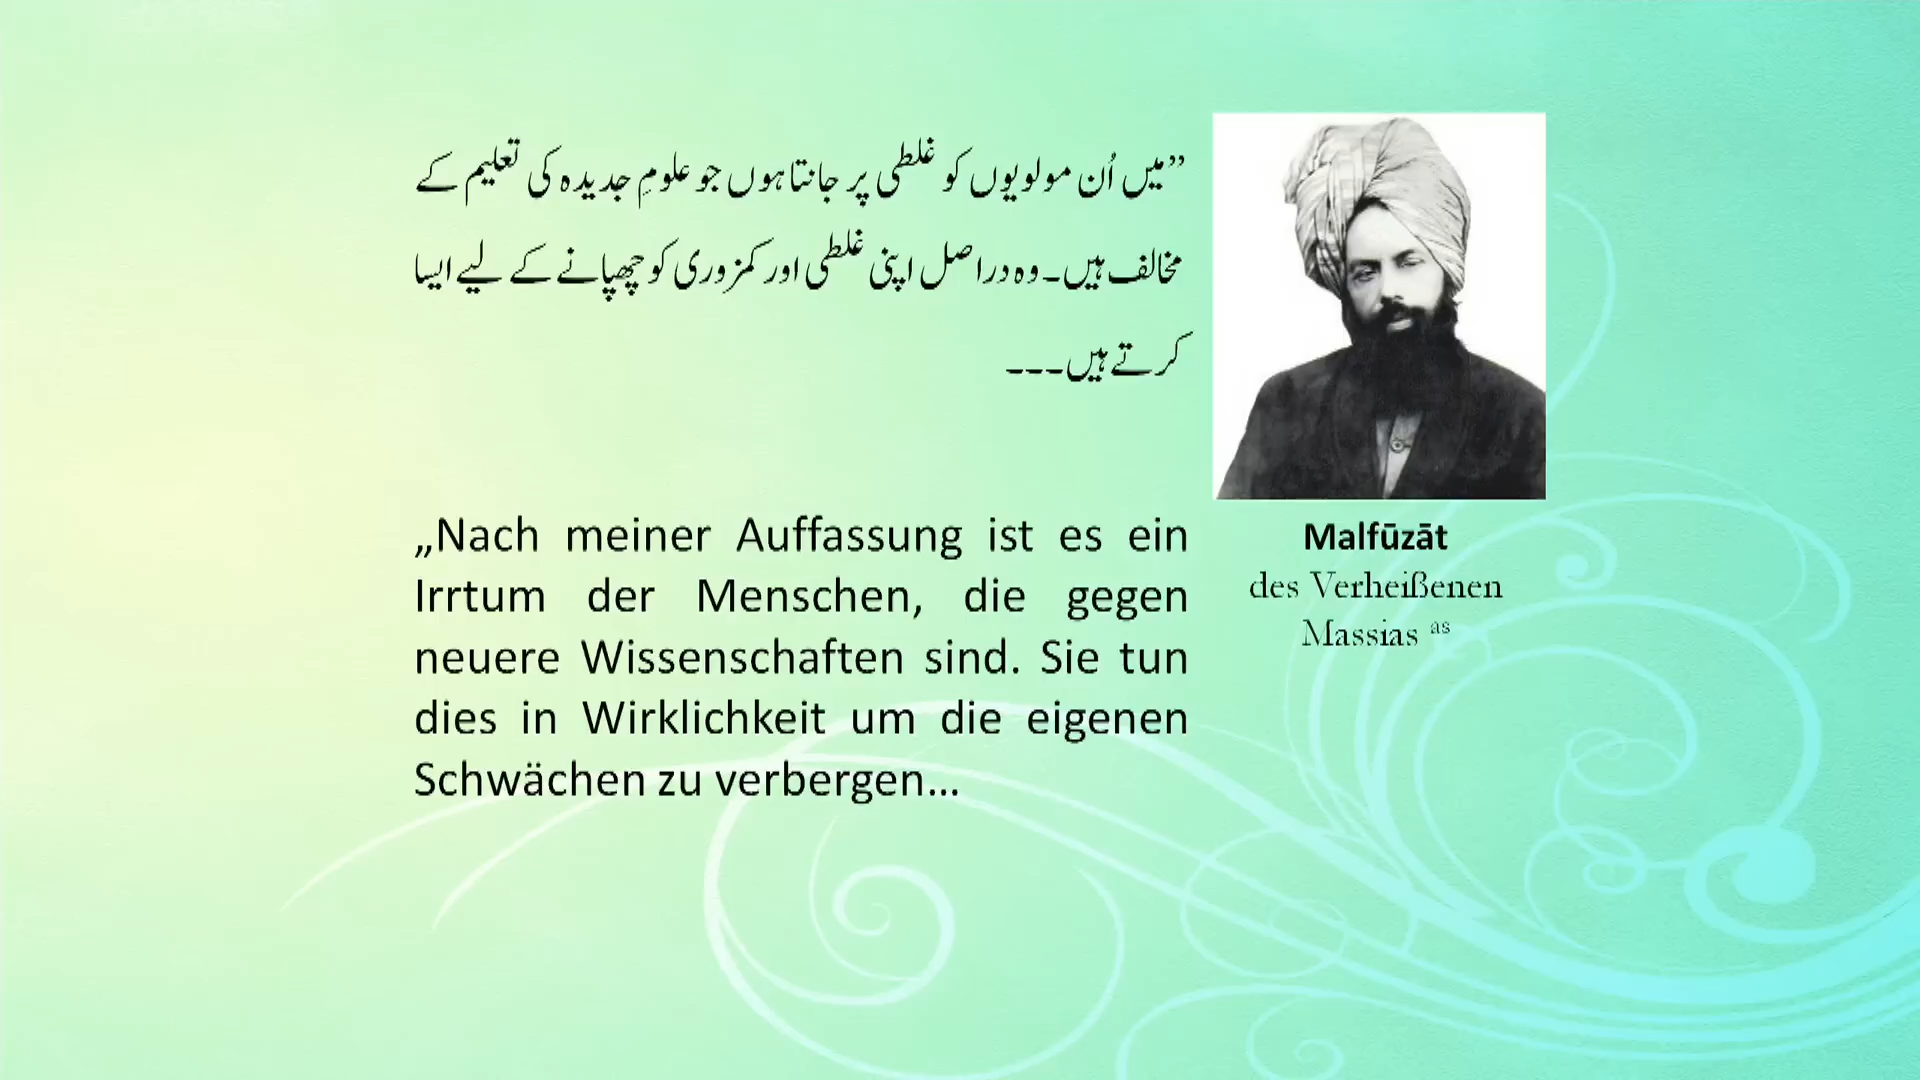 ”میں اُن مولویوں کو غلطی پر جانتا ہوں جو علومِ جدیدہ کی تعلیم کے
مخالف ہیں۔ وہ دراصل اپنی غلطی اور کمزوری کو چھپانے کے لیے ایسا
کرتے ہیں۔۔۔
„Nach meiner Auffassung ist es ein
Irrtum der Menschen, die gegen
neuere Wissenschaften sind. Sie tun
dies in Wirklichkeit um die eigenen
Schwächen zu verbergen...
Malfūzāt
des Verheißenen
Massias as